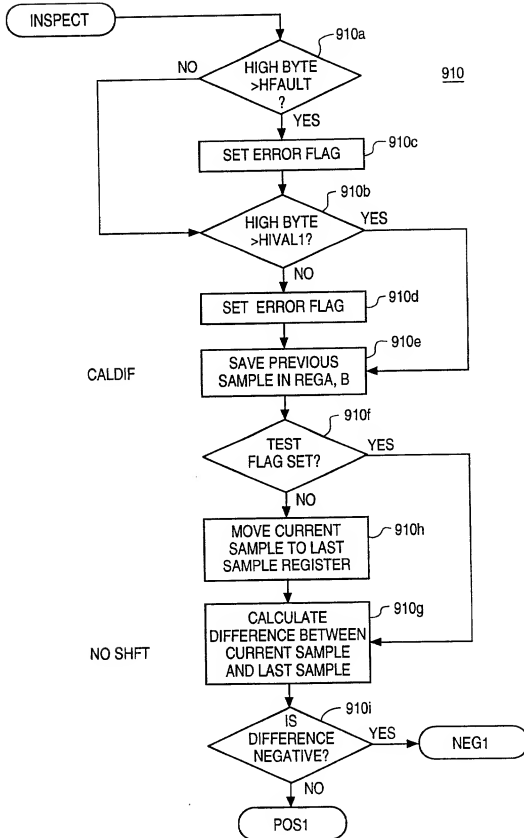 INSPECT
910a
910
NO
HIGH BYTE
>HFAULT
?
YES
910c
SET ERROR FLAG
910b
HIGH BYTE
>HIVAL1?
YES
NO
910d
SET ERROR FLAG
910e
CALDIF
SAVE PREVIOUS
SAMPLE IN REGA, B
910f
TEST
FLAG SET?
YES
NO
MOVE CURRENT
SAMPLE TO LAST
REGISTER
SAMPLE
910h
910g
NO SHFT
CALCULATE
DIFFERENCE BETWEEN
CURRENT SAMPLE
AND LAST SAMPLE
910i
IS
DIFFERENCE
NEGATIVE?
YES
NEG1
NO
POS1